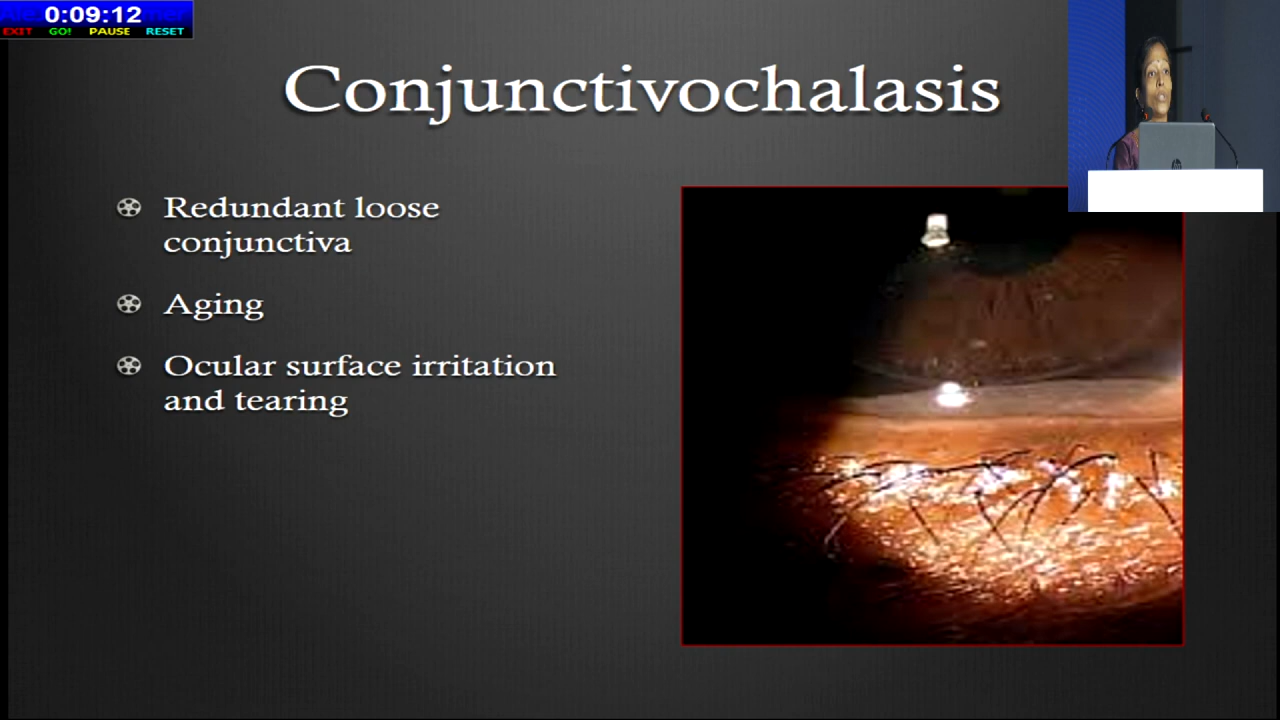 0:09:12
EXIT GO! PAUSE RESET
Conjunctivochalasis
Redundant loose
conjunctiva
Aging
Ocular surface irritation
and tearing